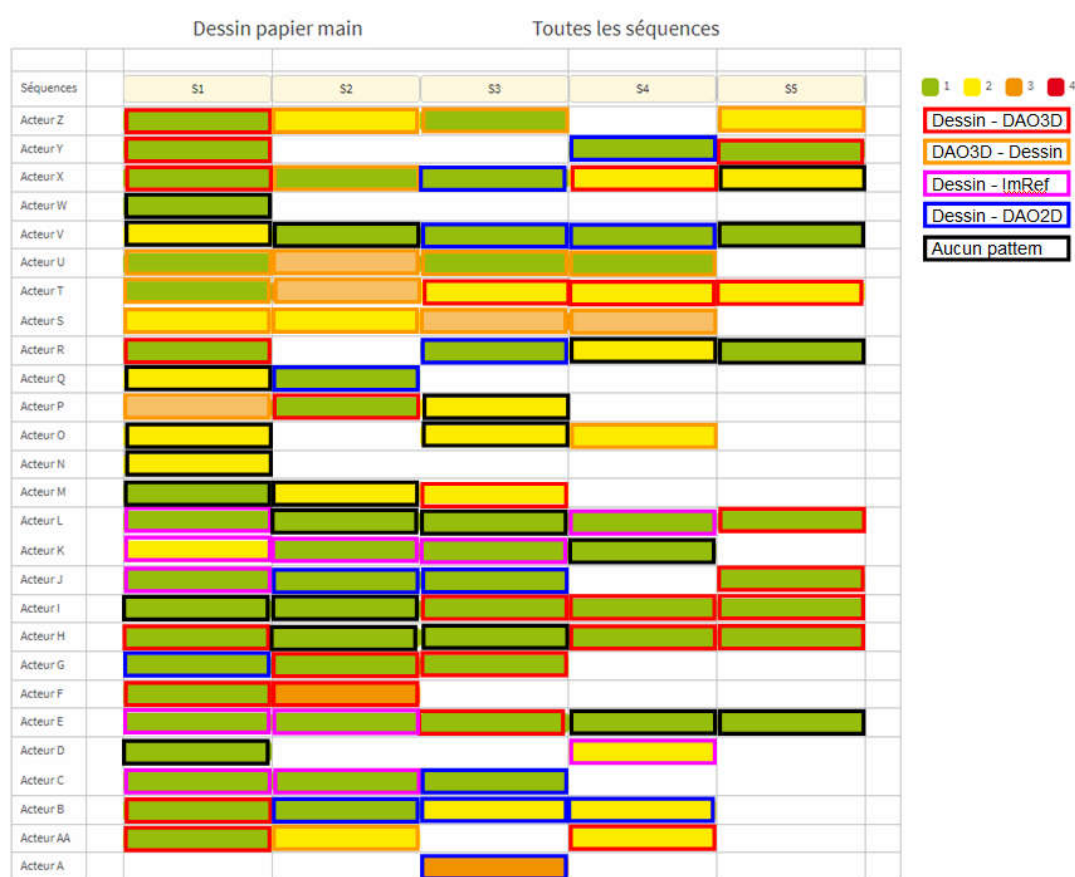 Dessin papier main Toutes les séquences
Séquences S1 S2 S3 S4 S5
1 2 3 4
Acteur Z
Dessin - DAO3D
Acteur Y
DAO3D - Dessin
Acteur X
Dessin - ImRef
Acteur W
Dessin - DAO2D
Acteur V
Aucun pattern
Acteur U
Acteur T
Acteur S
Acteur R
Acteur Q
Acteur P
Acteur O
Acteur N
Acteur M
Acteur L
Acteur K
Acteur J
Acteur I
Acteur H
Acteur G
Acteur F
Acteur E
Acteur D
Acteur C
Acteur B
Acteur AA
Acteur A